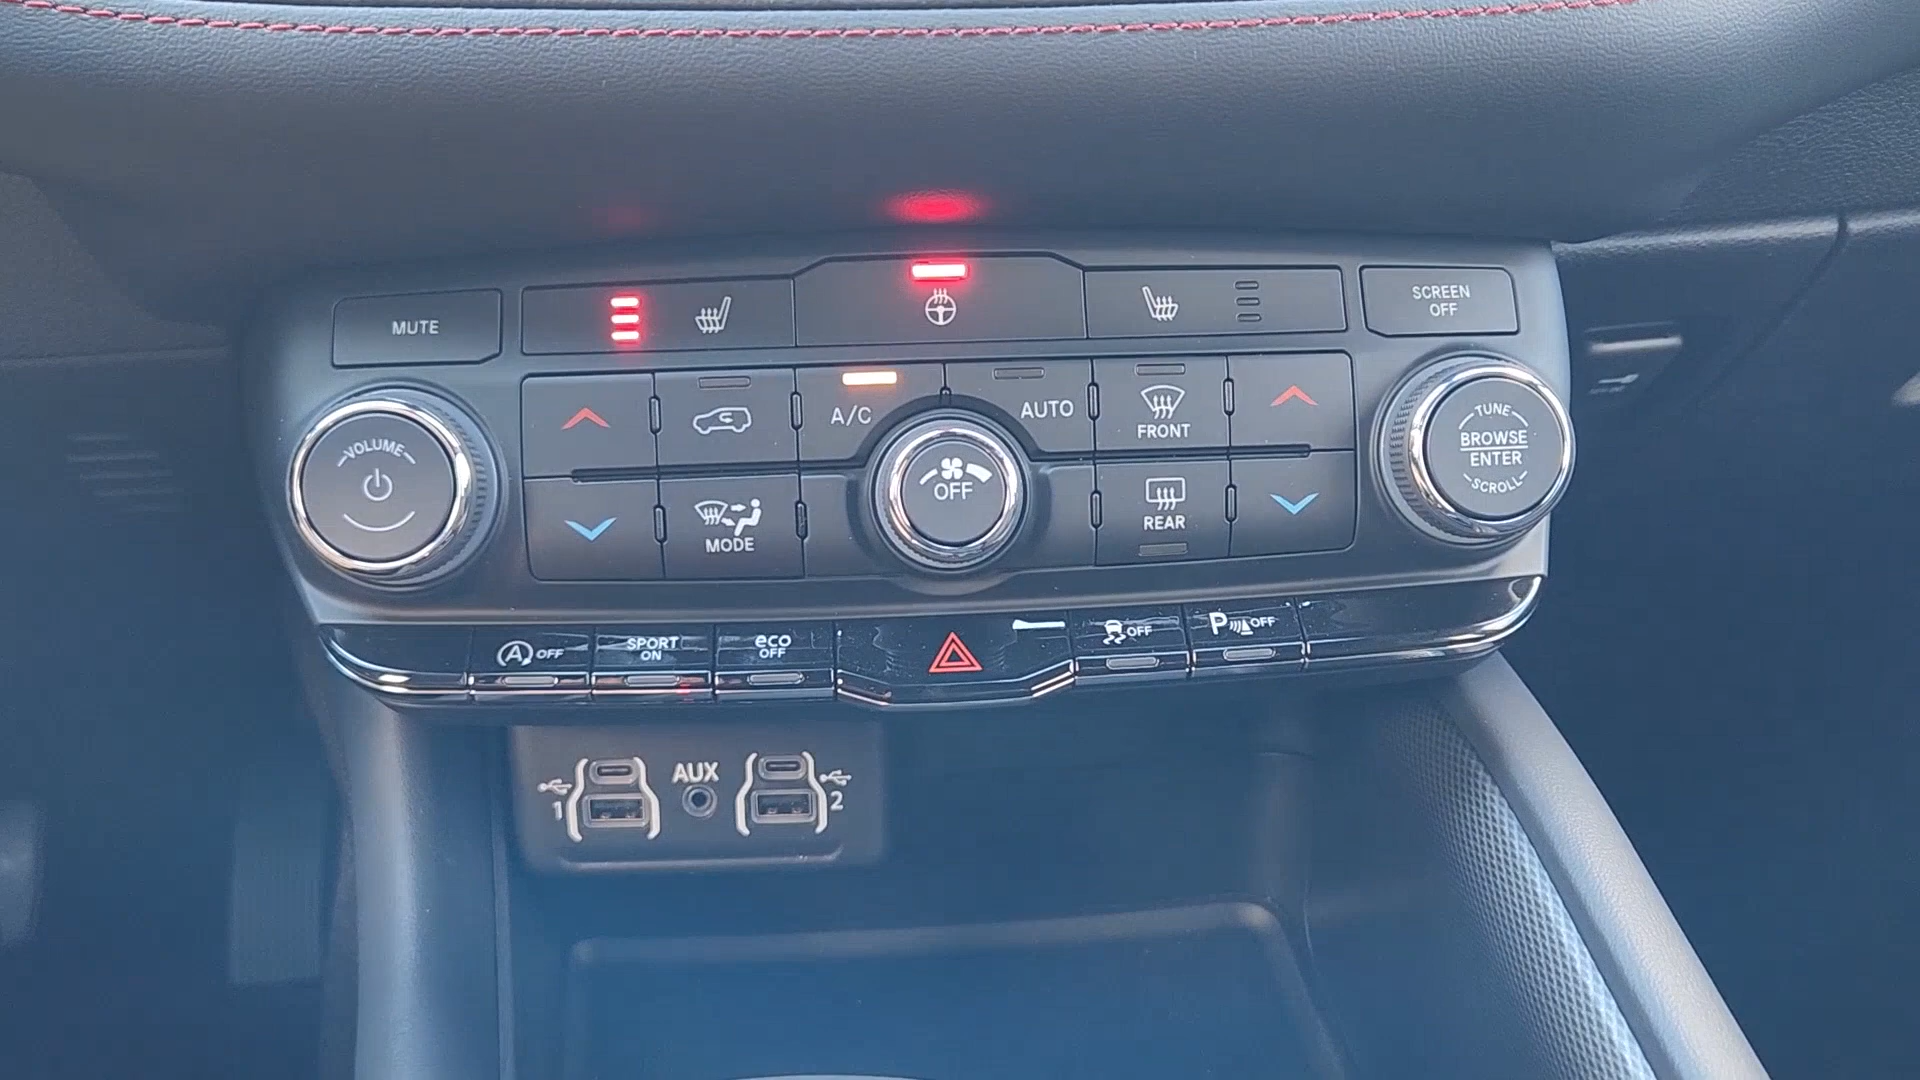 MUTE
SCREEN
OFF
VOLUME
A/C
AUTO
FRONT
TUNE
BROWSE
ENTER
SCROLL
OFF
MODE
REAR
A OFF
SPORT
ON
eco
OFF
OFF
P OFF
1
AUX
2